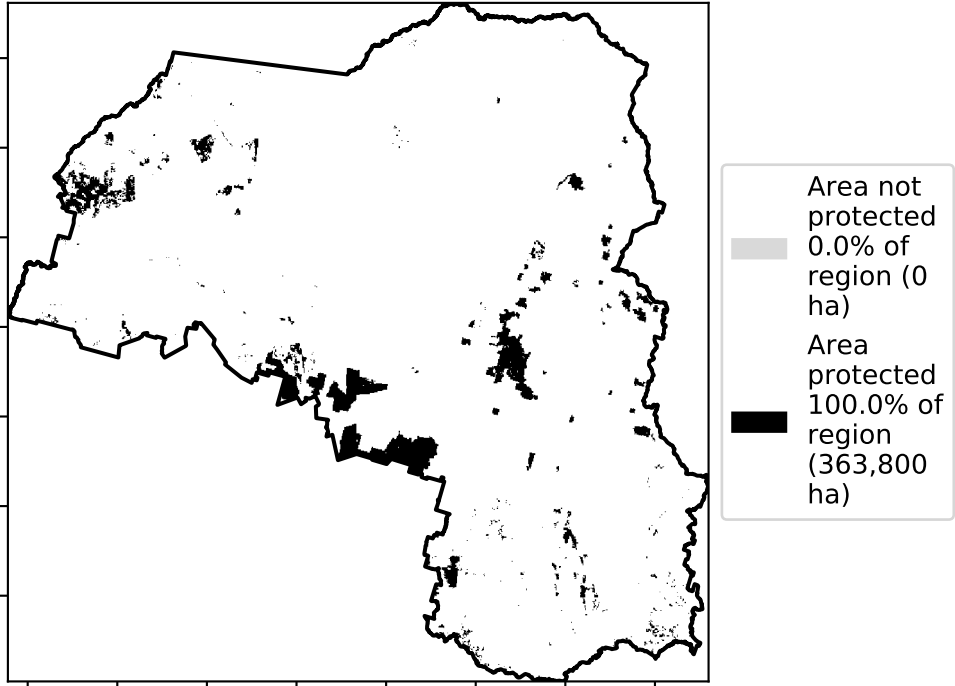 Area not
protected
0.0% of
region (0
ha)
Area
protected
100.0% of
region
(363,800
ha)